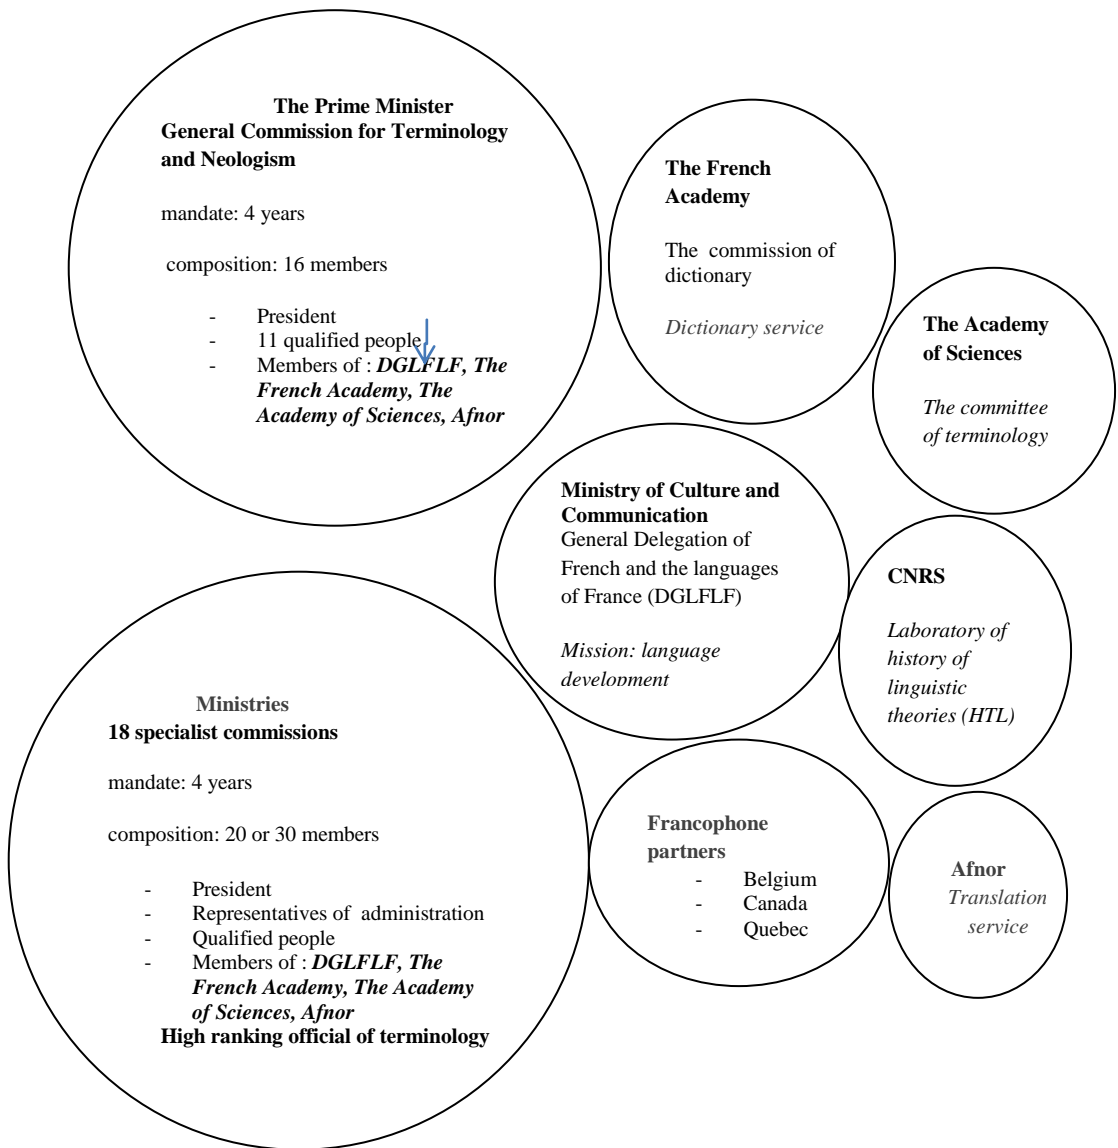 The Prime Minister
General Commission for Terminology
and Neologism
mandate: 4 years
composition: 16 members
- President
- 11 qualified people
- Members of : DGLFLF, The
French Academy, The
Academy of Sciences, Afnor
The French
Academy
The commission of
dictionary
Dictionary service
The Academy
of Sciences
The committee
of terminology
Ministry of Culture and
Communication
General Delegation of
French and the languages
of France (DGLFLF)
Mission: language
development
CNRS
Laboratory of
history of
linguistic
theories (HTL)
Ministries
18 specialist commissions
mandate: 4 years
composition: 20 or 30 members
- President
- Representatives of administration
- Qualified people
- Members of : DGLFLF, The
French Academy, The Academy
of Sciences, Afnor
High ranking official of terminology
Francophone
partners
- Belgium
- Canada
- Quebec
Afnor
Translation
service